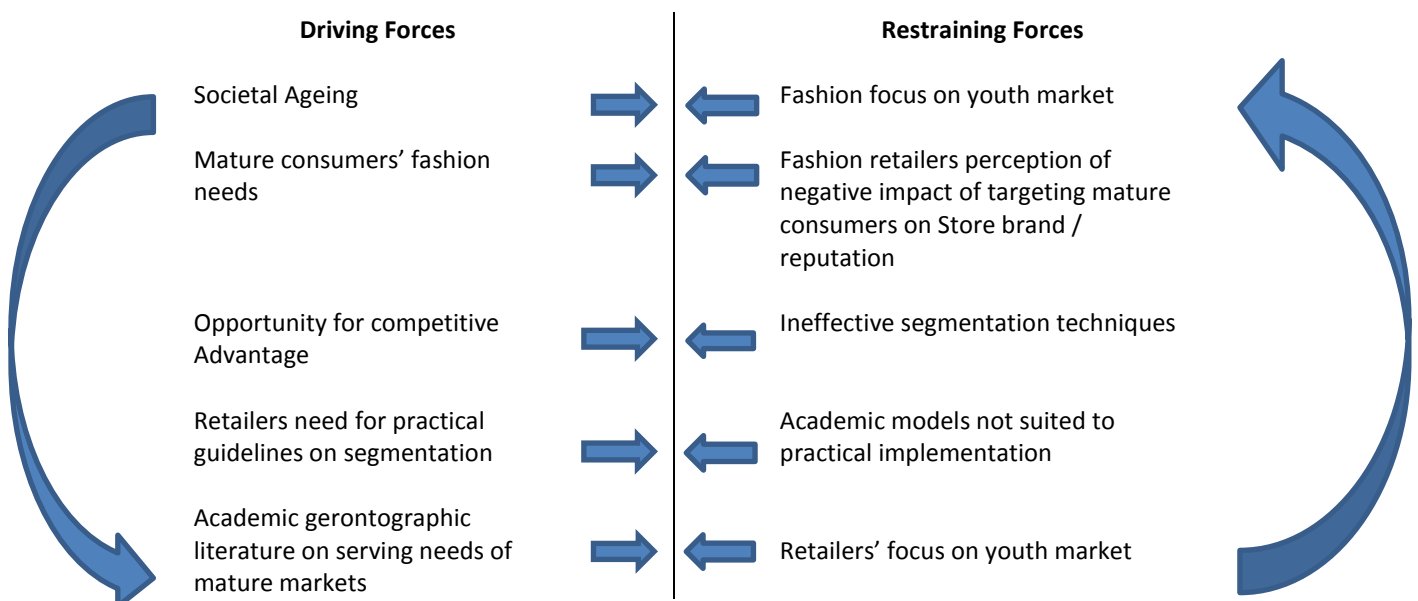 Driving Forces
Restraining Forces
Societal Ageing
Fashion focus on youth market
Mature consumers’ fashion
needs
Fashion retailers perception of
negative impact of targeting mature
consumers on Store brand /
reputation
Opportunity for competitive
Advantage
Ineffective segmentation techniques
Retailers need for practical
guidelines on segmentation
Academic models not suited to
practical implementation
Academic gerontographic
literature on serving needs of
mature markets
Retailers’ focus on youth market